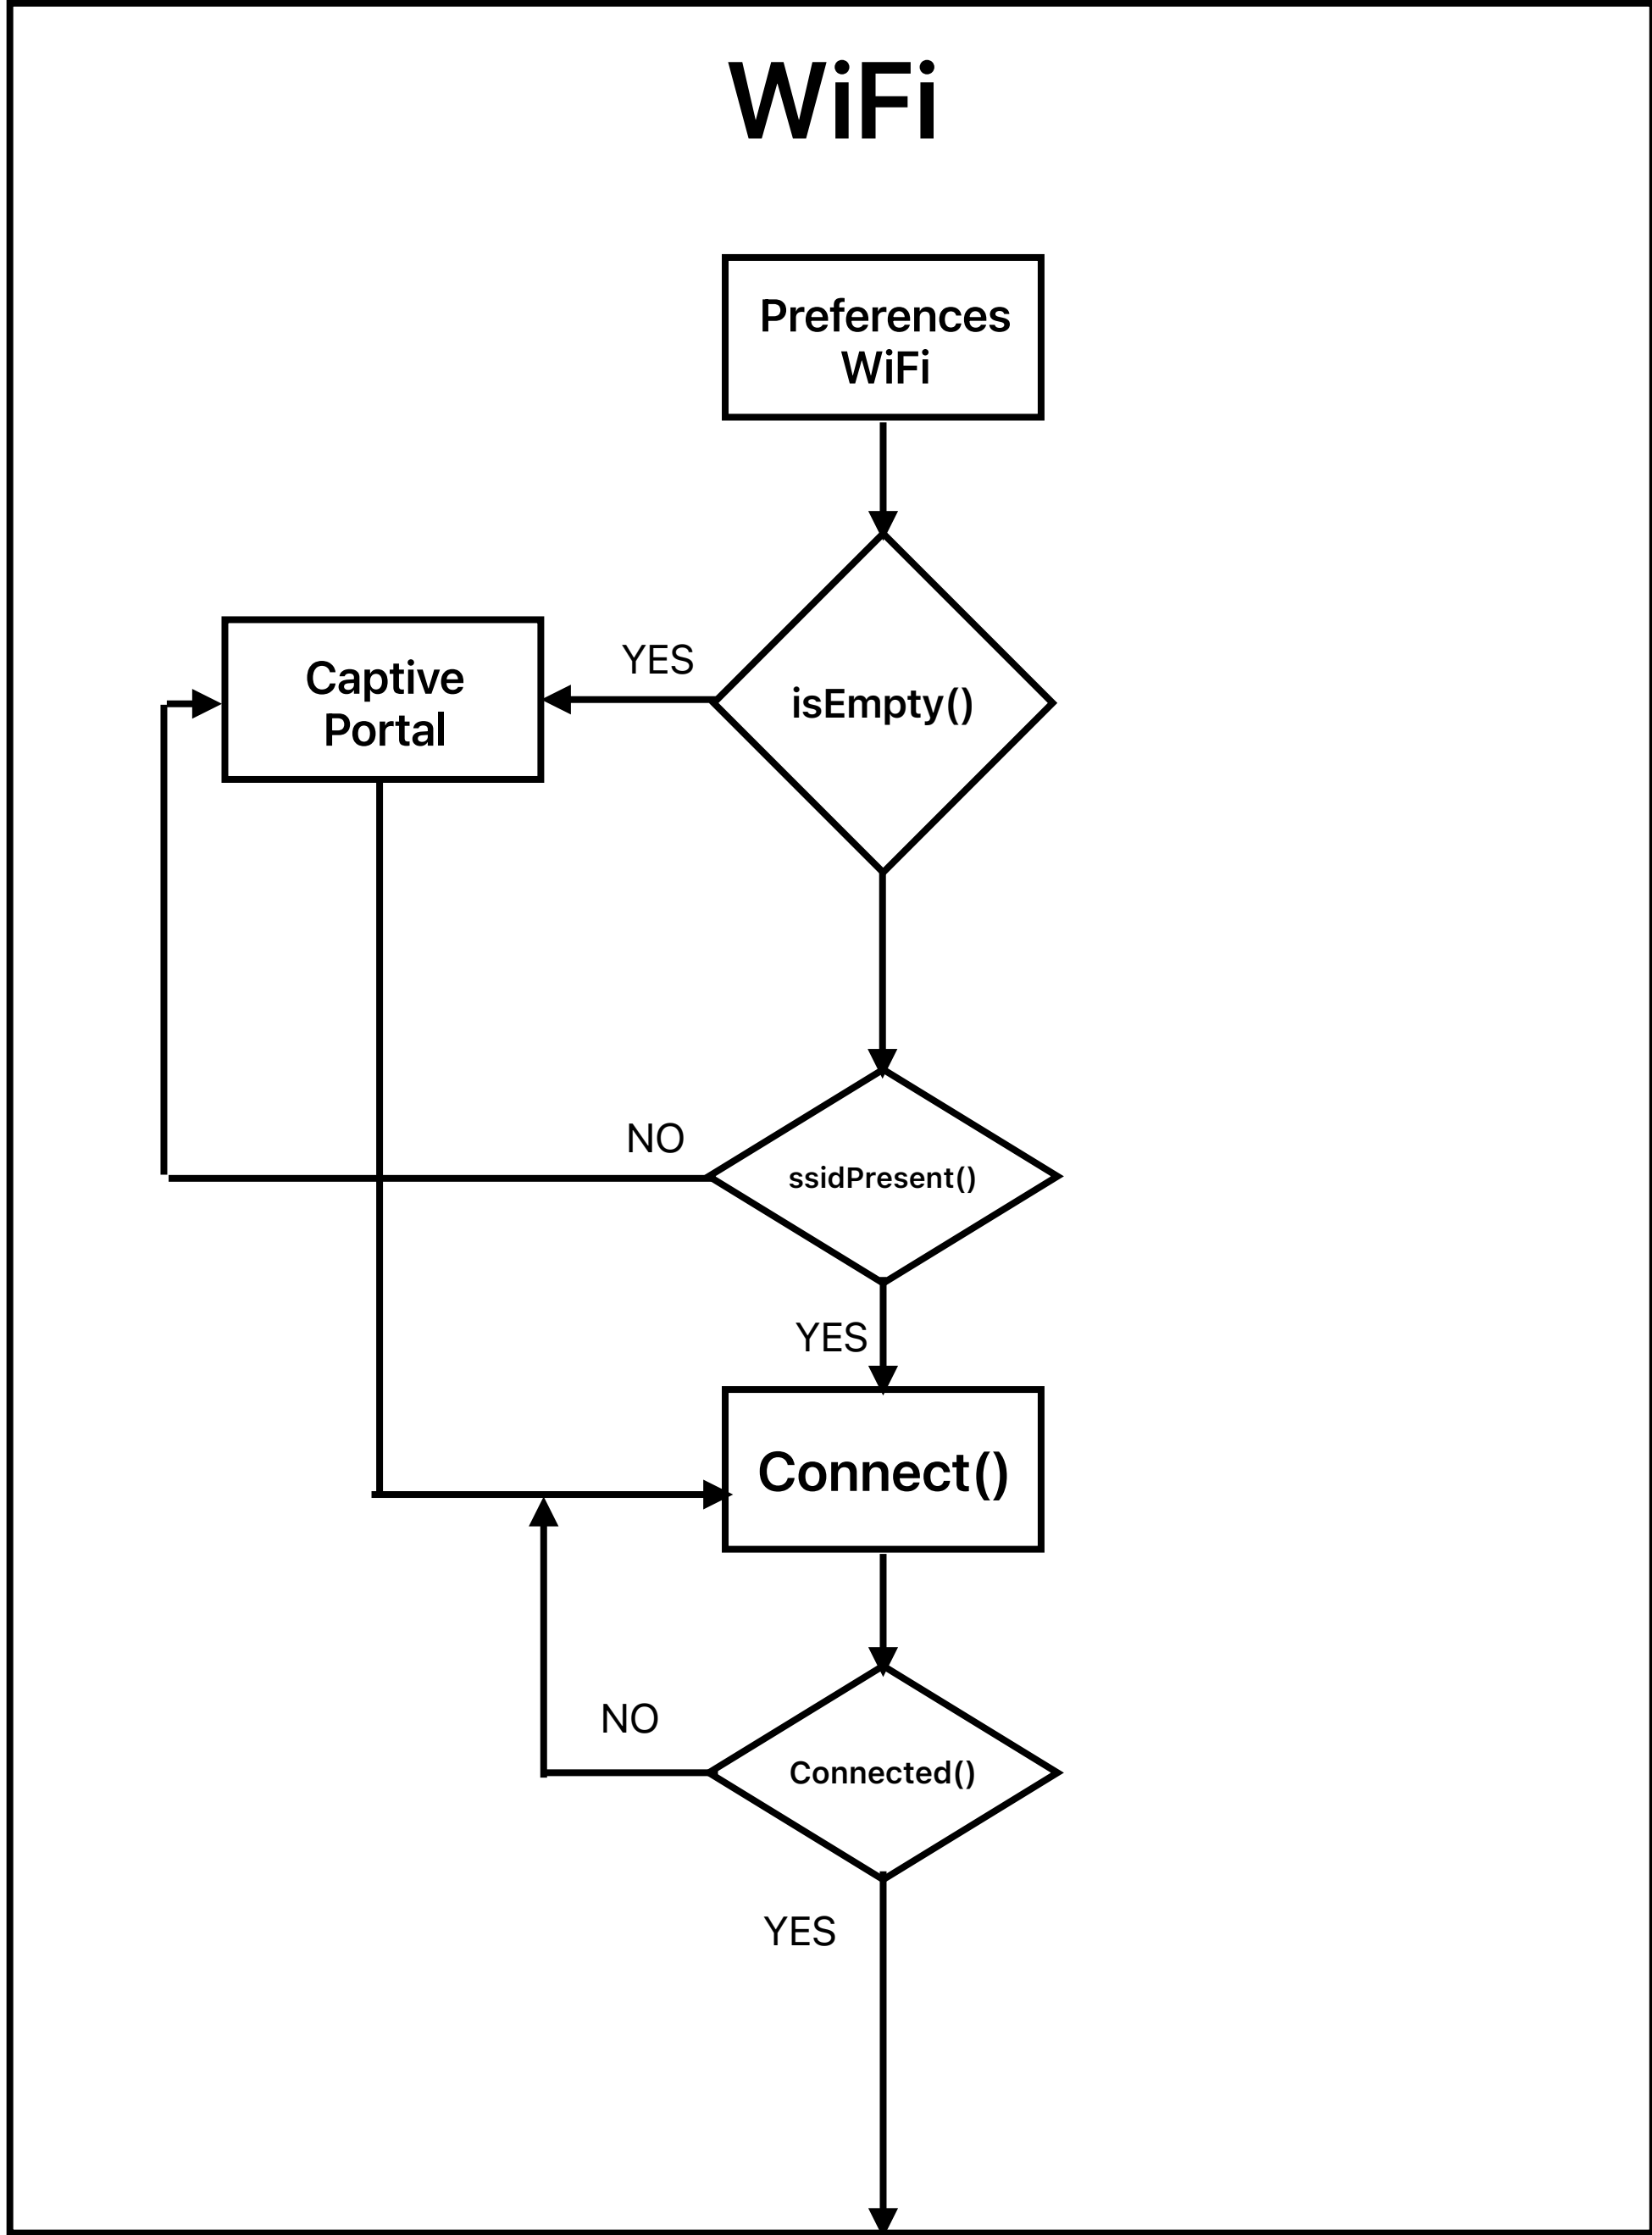 WiFi
Preferences
WiFi
YES
isEmpty()
Captive
Portal
NO
ssidPresent()
YES
Connect()
NO
Connected()
YES